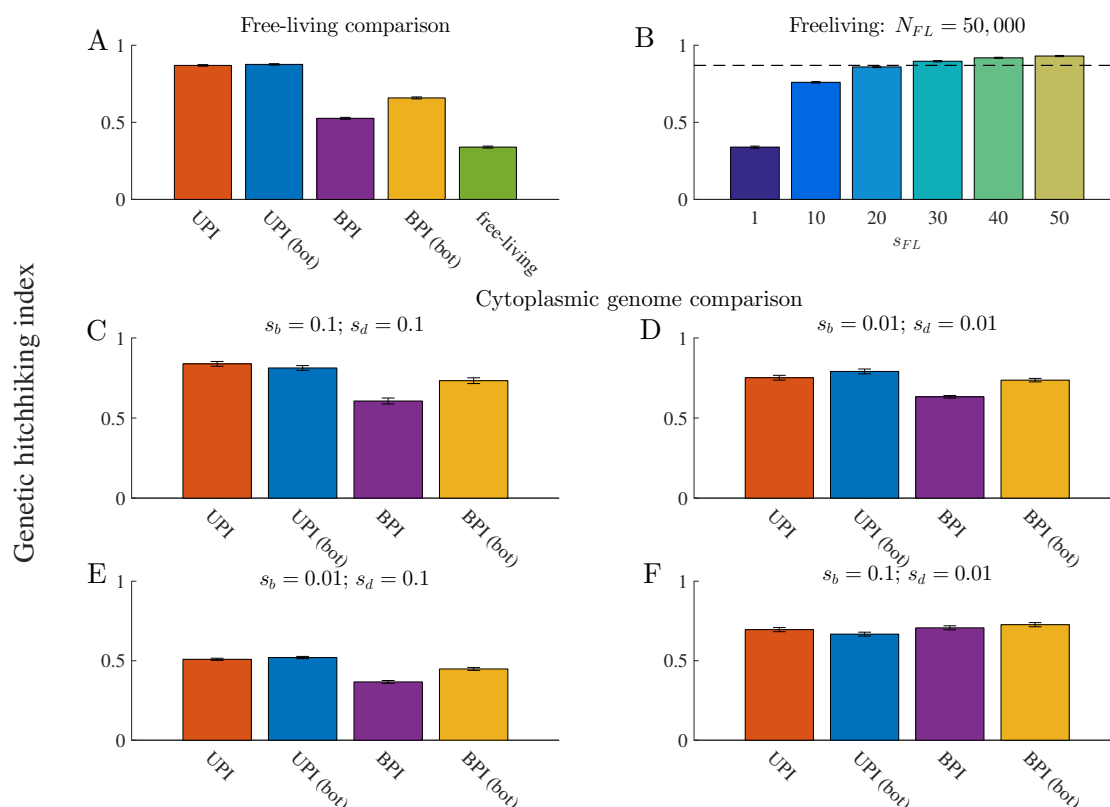 Genetic hitchhiking index
A
Free-living comparison
1
0.5
0
UPI
UPI (bot)
BPI
BPI (bot)
free-living
B
Freeliving: N_FL = 50,000
1
0.5
0
1 10 20 30 40 50
s_FL
Cytoplasmic genome comparison
C
s_b = 0.1; s_d = 0.1
1
0.5
0
UPI
UPI (bot)
BPI
BPI (bot)
D
s_b = 0.01; s_d = 0.01
1
0.5
0
UPI
UPI (bot)
BPI
BPI (bot)
E
s_b = 0.01; s_d = 0.1
1
0.5
0
UPI
UPI (bot)
BPI
BPI (bot)
F
s_b = 0.1; s_d = 0.01
1
0.5
0
UPI
UPI (bot)
BPI
BPI (bot)